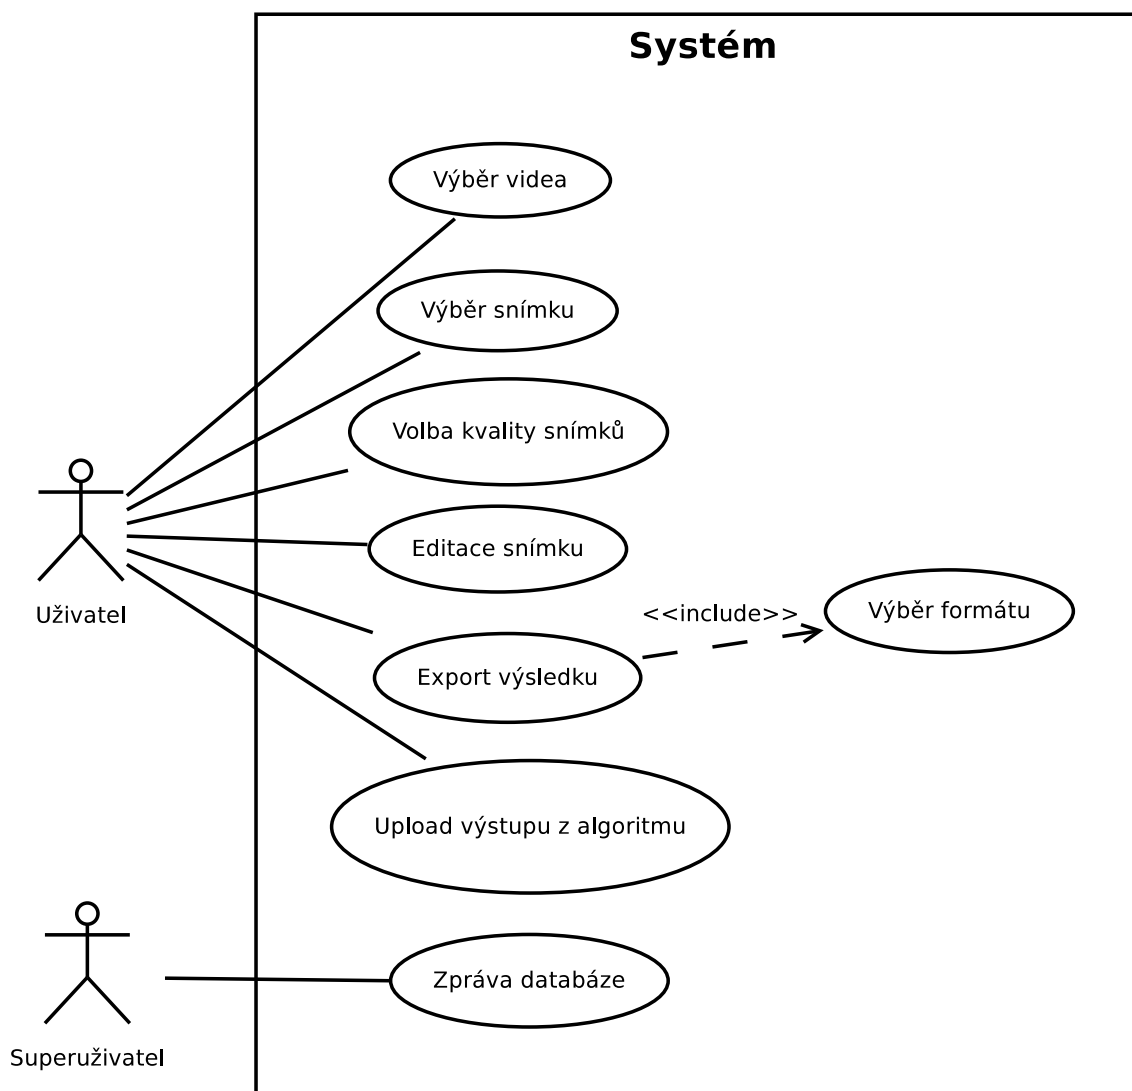 Systém
Výběr videa
Výběr snímku
Volba kvality snímků
Editace snímku
Uživatel
<<include>>
Výběr formátu
Export výsledku
Upload výstupu z algoritmu
Zpráva databáze
Superuživatel